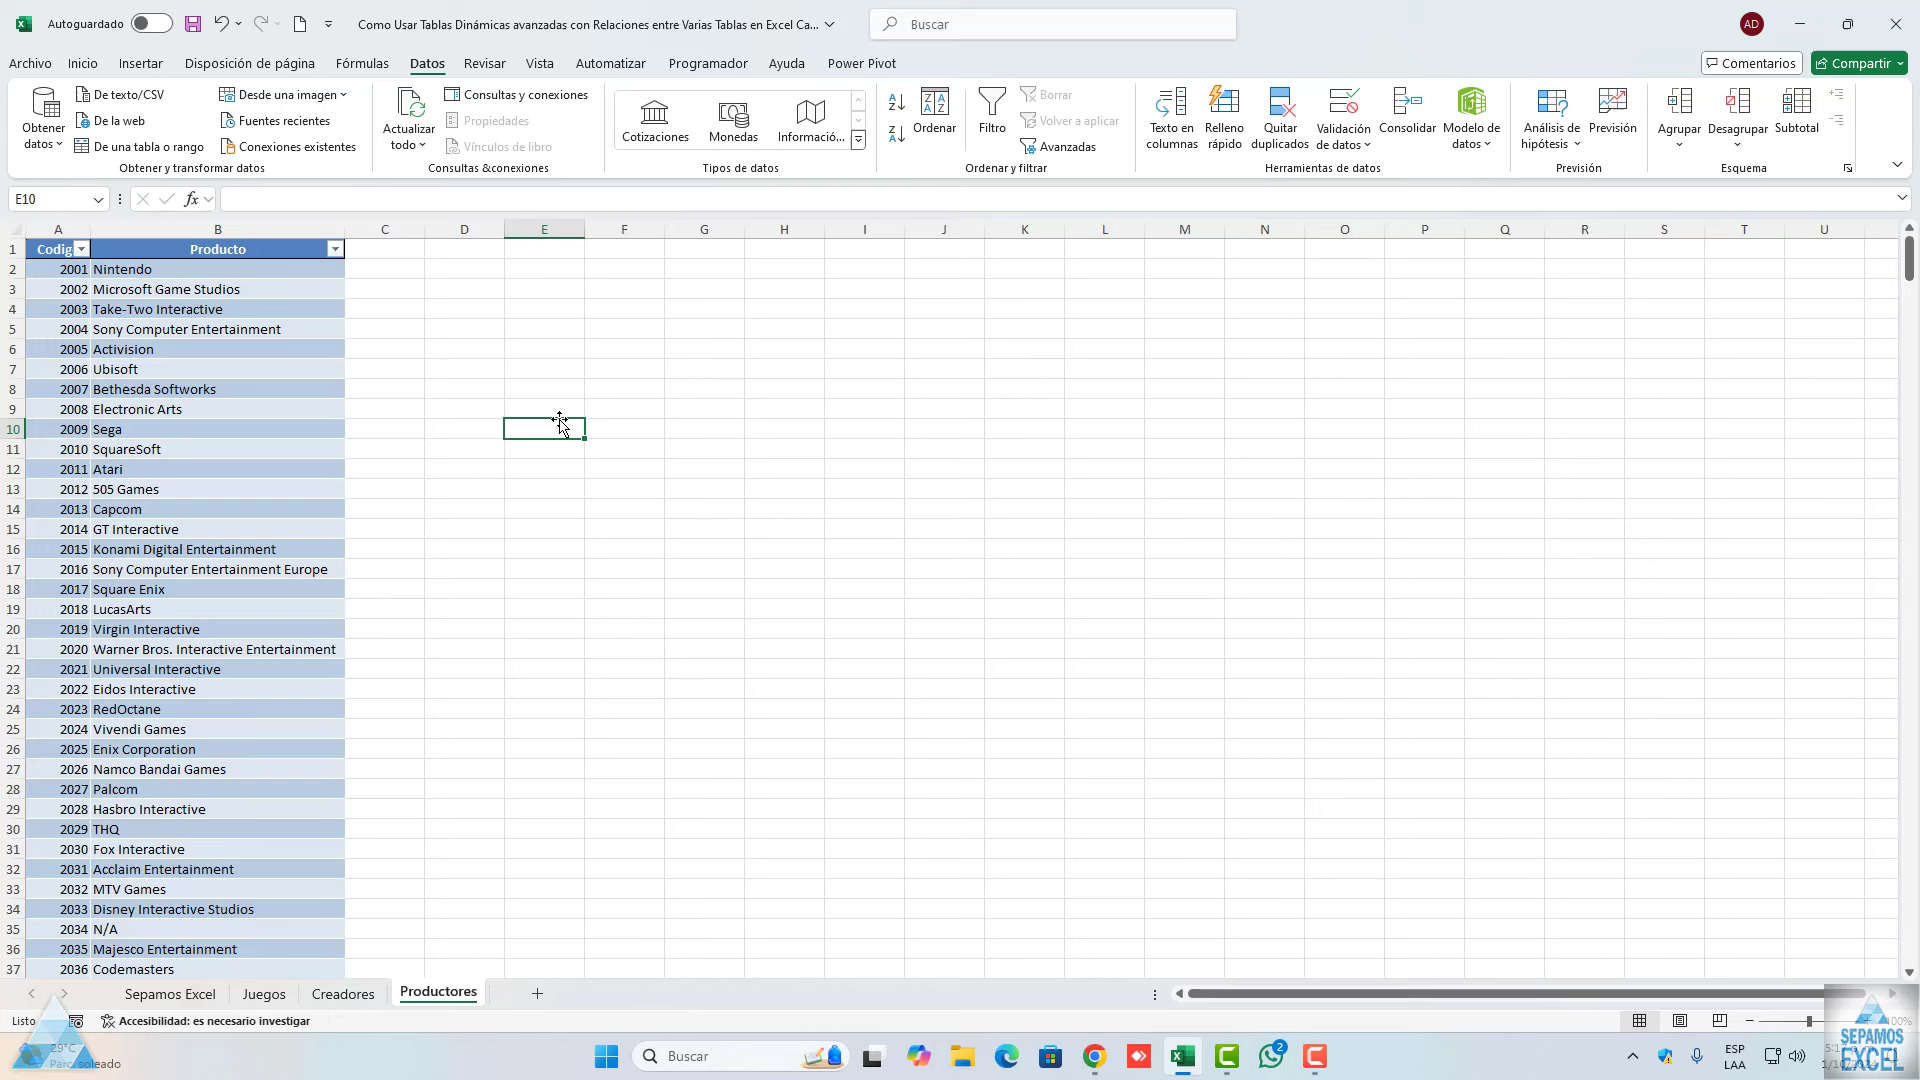 Autoguardado
Como Usar Tablas Dinámicas avanzadas con Relaciones entre Varias Tablas en Excel Ca...
Buscar
AD
Archivo Inicio Insertar Disposición de página Fórmulas Datos Revisar Vista Automatizar Programador Ayuda Power Pivot
Comentarios Compartir
Obtener datos
De texto/CSV
De la web
De una tabla o rango
Desde una imagen
Fuentes recientes
Conexiones existentes
Obtener y transformar datos
Actualizar todo
Consultas y conexiones
Propiedades
Vínculos de libro
Consultas &conexiones
Cotizaciones Monedas Informació...
Tipos de datos
Ordenar
Filtro
Borrar
Volver a aplicar
Avanzadas
Ordenar y filtrar
Texto en columnas
Relleno rápido
Quitar duplicados
Validación de datos
Consolidar
Modelo de datos
Herramientas de datos
Análisis de hipótesis
Previsión
Previsión
Agrupar
Desagrupar
Subtotal
Esquema
E10
fx
A B C D E F G H I J K L M N O P Q R S T U
1 Codig Producto
2 2001 Nintendo
3 2002 Microsoft Game Studios
4 2003 Take-Two Interactive
5 2004 Sony Computer Entertainment
6 2005 Activision
7 2006 Ubisoft
8 2007 Bethesda Softworks
9 2008 Electronic Arts
10 2009 Sega
11 2010 SquareSoft
12 2011 Atari
13 2012 505 Games
14 2013 Capcom
15 2014 GT Interactive
16 2015 Konami Digital Entertainment
17 2016 Sony Computer Entertainment Europe
18 2017 Square Enix
19 2018 LucasArts
20 2019 Virgin Interactive
21 2020 Warner Bros. Interactive Entertainment
22 2021 Universal Interactive
23 2022 Eidos Interactive
24 2023 RedOctane
25 2024 Vivendi Games
26 2025 Enix Corporation
27 2026 Namco Bandai Games
28 2027 Palcom
29 2028 Hasbro Interactive
30 2029 THQ
31 2030 Fox Interactive
32 2031 Acclaim Entertainment
33 2032 MTV Games
34 2033 Disney Interactive Studios
35 2034 N/A
36 2035 Majesco Entertainment
37 2036 Codemasters
Sepamos Excel Juegos Creadores Productores
Listo Accesibilidad: es necesario investigar
29°C
Parc. soleado
Buscar
2
ESP
LAA
SEPAMOS
EXCEL